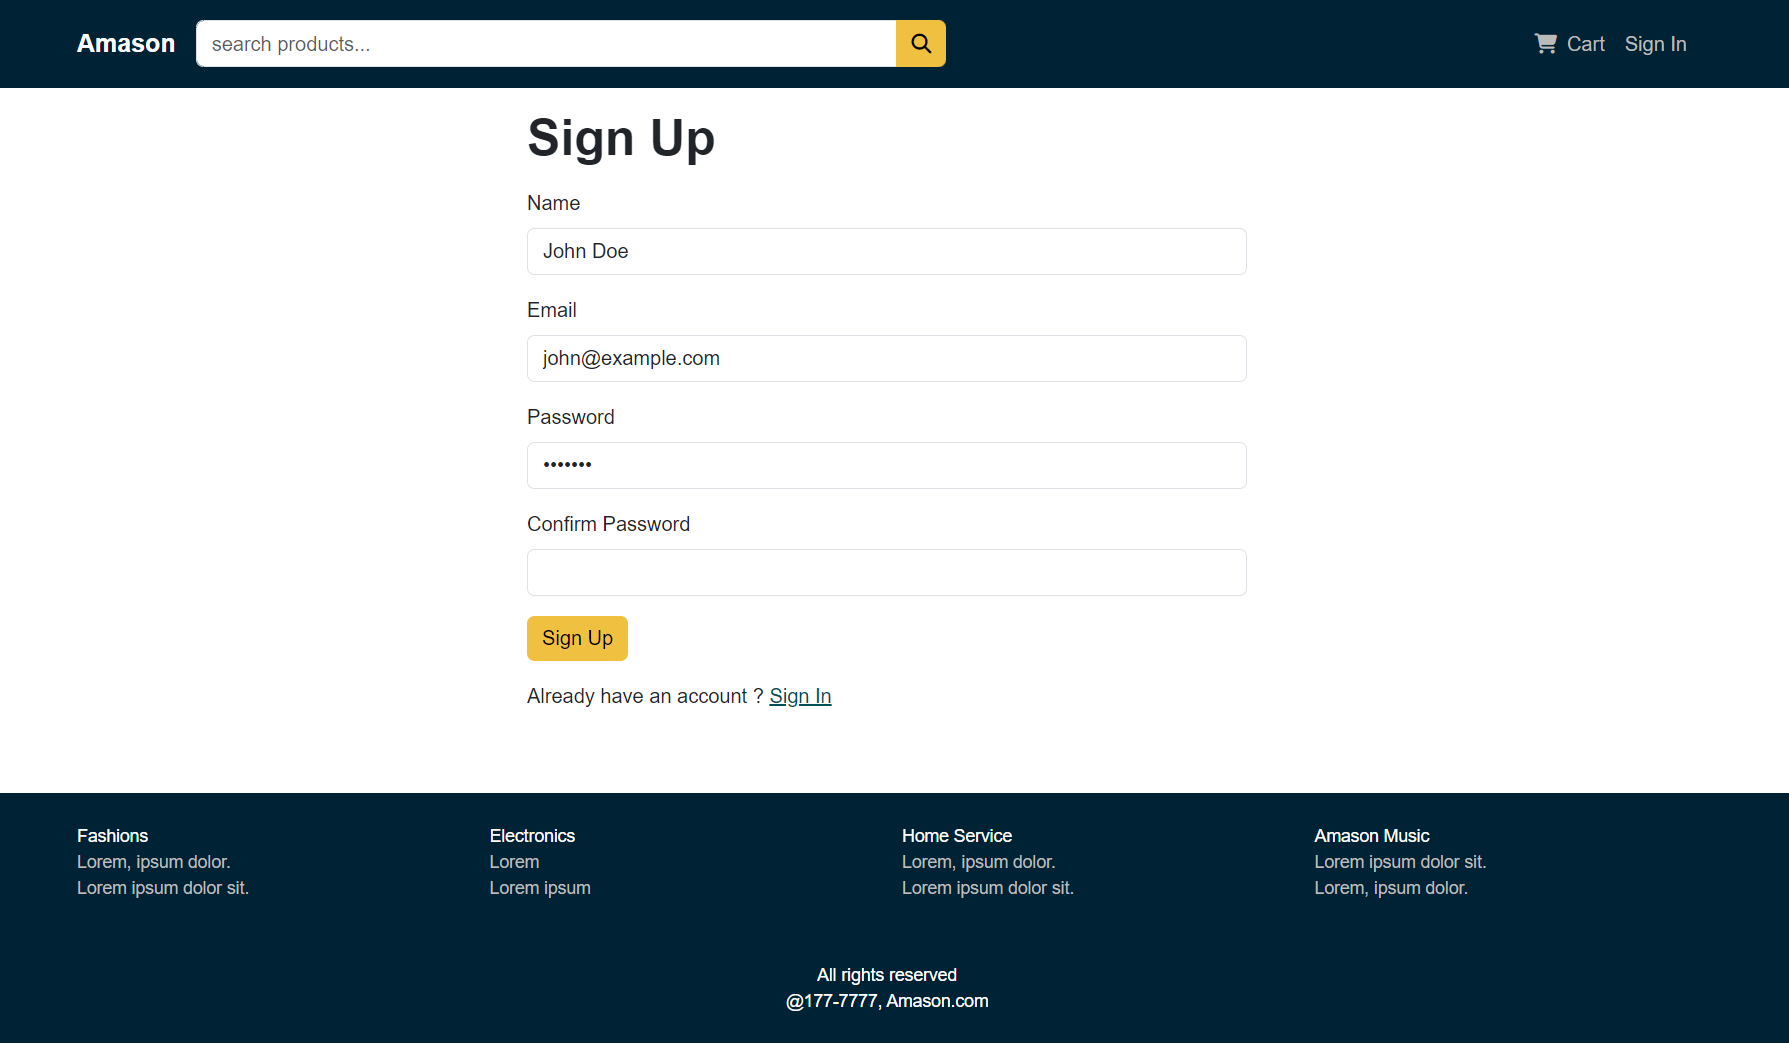 Amason search products... Cart Sign In
Sign Up
Name
John Doe
Email
john@example.com
Password
•••••••
Confirm Password
Sign Up
Already have an account ? Sign In
Fashions
Lorem, ipsum dolor.
Lorem ipsum dolor sit.
Electronics
Lorem
Lorem ipsum
Home Service
Lorem, ipsum dolor.
Lorem ipsum dolor sit.
Amason Music
Lorem ipsum dolor sit.
Lorem, ipsum dolor.
All rights reserved
@177-7777, Amason.com